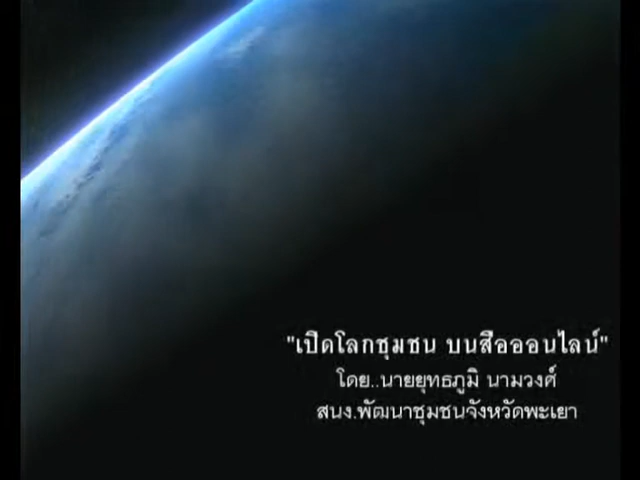 "เปิดโลกชุมชน บนสื่อออนไลน์"
โดย..นายยุทธภูมิ นามวงศ์
สนง.พัฒนาชุมชนจังหวัดพะเยา